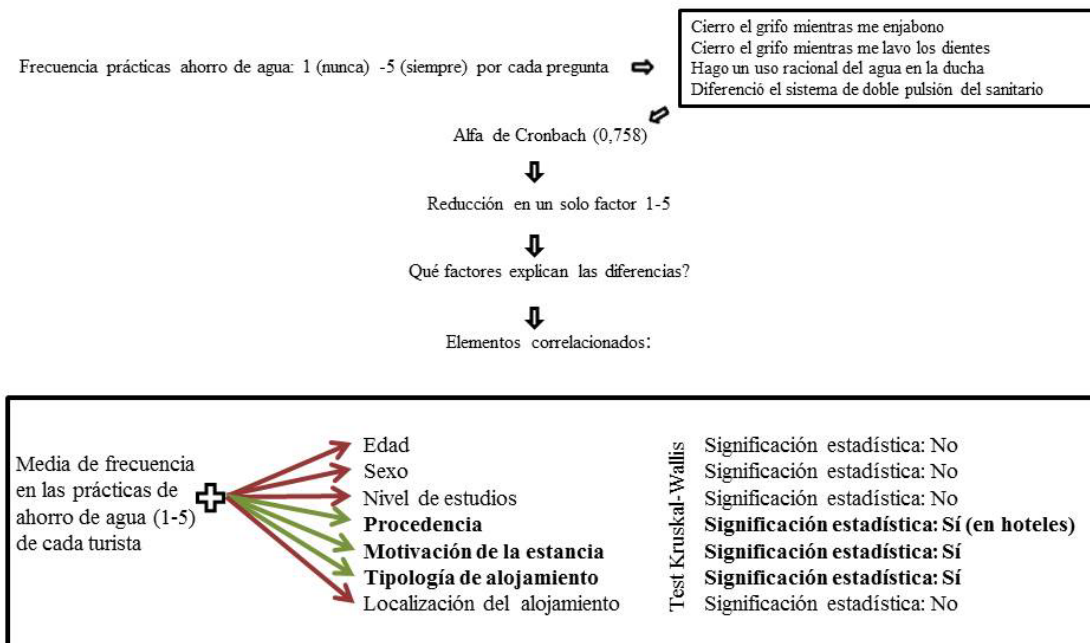 Cierro el grifo mientras me enjabono
Cierro el grifo mientras me lavo los dientes
Frecuencia prácticas ahorro de agua: 1 (nunca) -5 (siempre) por cada pregunta
Hago un uso racional del agua en la ducha
Diferenció el sistema de doble pulsión del sanitario
Alfa de Cronbach (0,758)
Reducción en un solo factor 1-5
Qué factores explican las diferencias?
Elementos correlacionados:
Media de frecuencia
en las prácticas de
ahorro de agua (1-5)
de cada turista
Edad
Sexo
Nivel de estudios
Procedencia
Motivación de la estancia
Tipología de alojamiento
Localización del alojamiento
Test Kruskal-Wallis
Significación estadística: No
Significación estadística: No
Significación estadística: No
Significación estadística: Sí (en hoteles)
Significación estadística: Sí
Significación estadística: Sí
Significación estadística: No